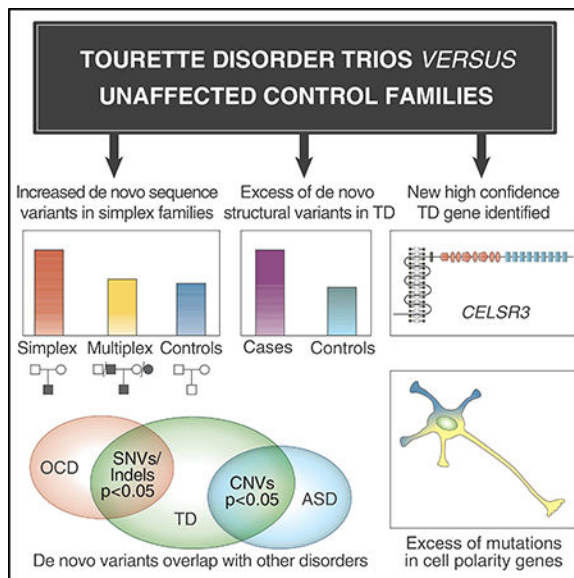 TOURETTE DISORDER TRIOS VERSUS
UNAFFECTED CONTROL FAMILIES
Increased de novo sequence
variants in simplex families
Simplex Multiplex Controls
Excess of de novo
structural variants in TD
Cases Controls
New high confidence
TD gene identified
CELSR3
OCD
SNVs/
Indels
p<0.05
TD
CNVs
p<0.05
ASD
De novo variants overlap with other disorders
Excess of mutations
in cell polarity genes